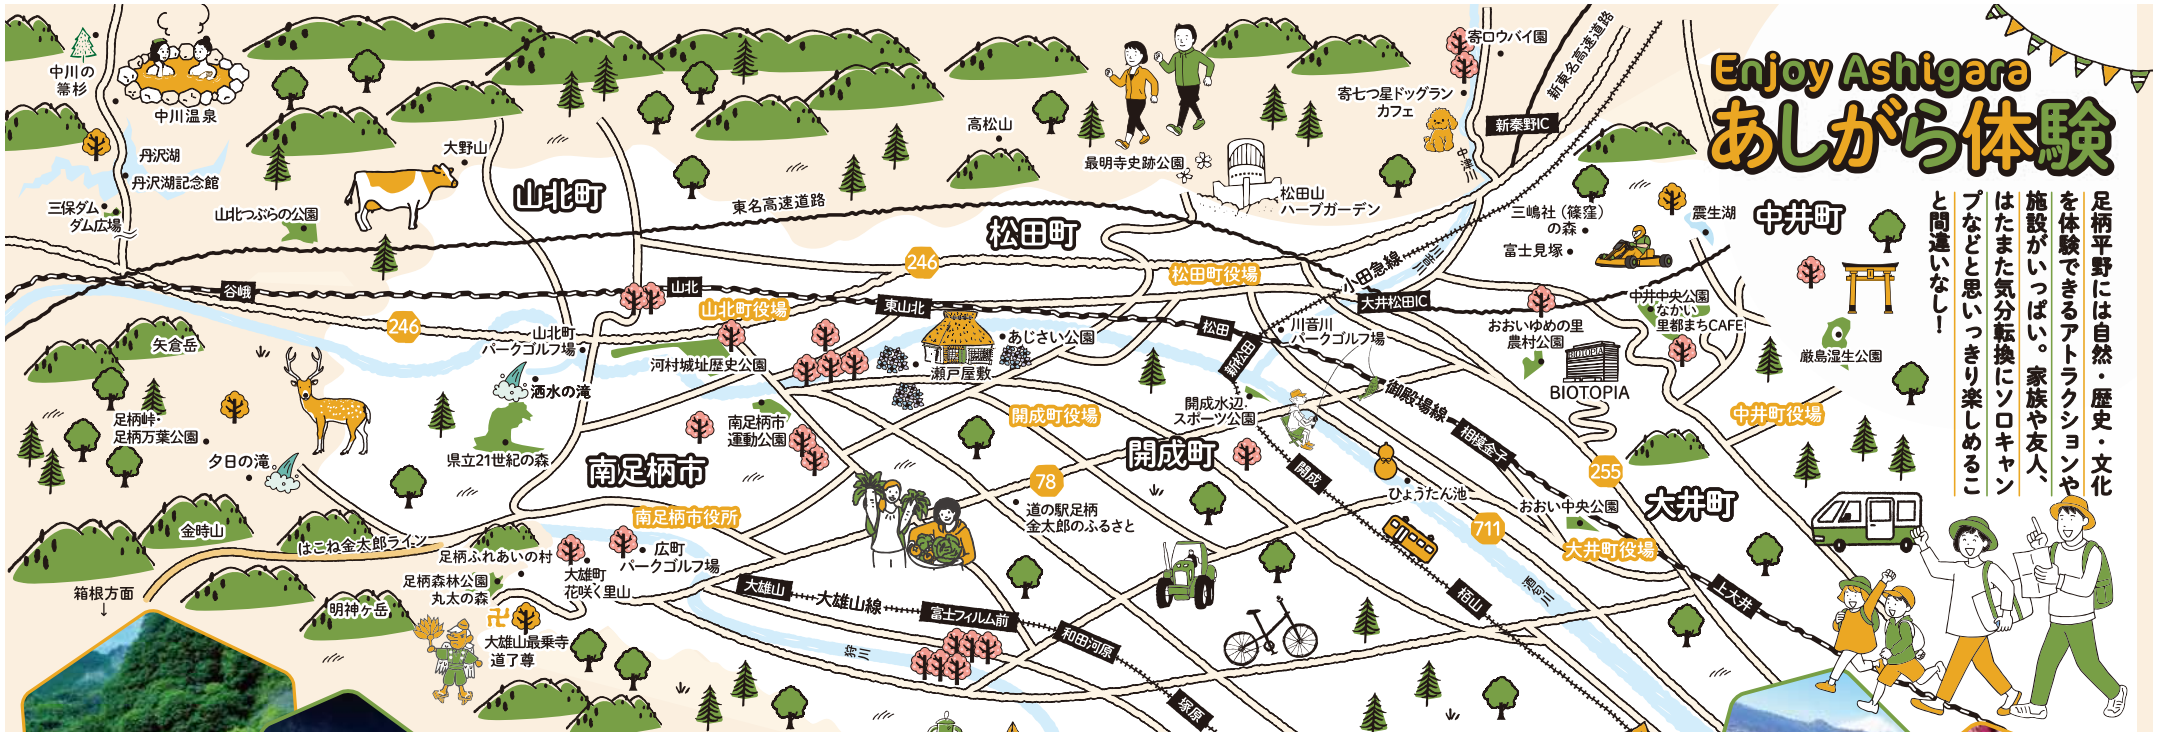 Enjoy Ashigara
あしがら体験
足柄平野には自然・歴史・文化
を体験できるアトラクションや
施設がいっぱい。家族や友人、
はたまた気分転換にソロキャン
プなどと思いっきり楽しめるこ
と間違いなし！
中川の
箒杉
中川温泉
丹沢湖
丹沢湖記念館
三保ダム
ダム広場
山北つぶらの公園
大野山
山北町
東名高速道路
高松山
最明寺史跡公園
松田山
ハーブガーデン
松田町
寄ロウバイ園
寄七つ星ドッグラン
カフェ
新東名高速道路
新秦野IC
中津川
三嶋社（篠窪）
の森
富士見塚
震生湖
中井町
246
松田町役場
小田急線
川音川
大井松田IC
谷峨
山北
山北町役場
東山北
246
山北町
パークゴルフ場
河村城址歴史公園
あじさい公園
瀬戸屋敷
松田
新松田
川音川
パークゴルフ場
おおいゆめの里
農村公園
BIOTOPIA
BIOTOPIA
中井中央公園
なかい
里都まちCAFE
厳島湿生公園
中井町役場
矢倉岳
洒水の滝
足柄峠・
足柄万葉公園
夕日の滝
県立21世紀の森
南足柄市
南足柄市
運動公園
開成町役場
開成町
開成水辺
スポーツ公園
御殿場線
相模金子
255
大井町
開成
ひょうたん池
おおい中央公園
711
大井町役場
78
道の駅足柄
金太郎のふるさと
南足柄市役所
金時山
はこね金太郎ライン
足柄ふれあいの村
広町
パークゴルフ場
大雄町
花咲く里山
足柄森林公園
丸太の森
箱根方面
↓
明神ヶ岳
卍
大雄山最乗寺
道了尊
大雄山
大雄山線
富士フィルム前
和田河原
塚原
狩川
栢山
酒匂川
上大井